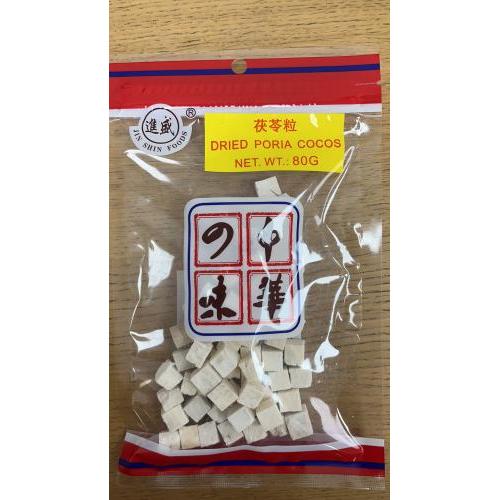 進盛
®
JIN SHIN FOODS
茯苓粒
DRIED PORIA COCOS
NET. WT.: 80G
中華
の味